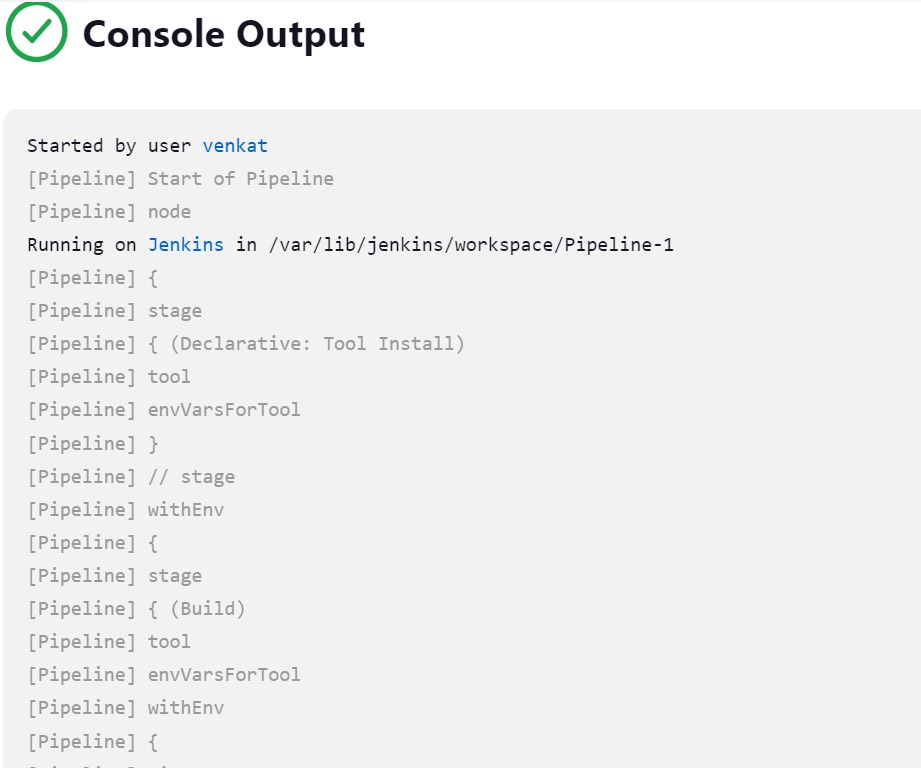 Console Output
Started by user venkat
[Pipeline] Start of Pipeline
[Pipeline] node
Running on Jenkins in /var/lib/jenkins/workspace/Pipeline-1
[Pipeline] {
[Pipeline] stage
[Pipeline] { (Declarative: Tool Install)
[Pipeline] tool
[Pipeline] envVarsForTool
[Pipeline] }
[Pipeline] // stage
[Pipeline] withEnv
[Pipeline] {
[Pipeline] stage
[Pipeline] { (Build)
[Pipeline] tool
[Pipeline] envVarsForTool
[Pipeline] withEnv
[Pipeline] {